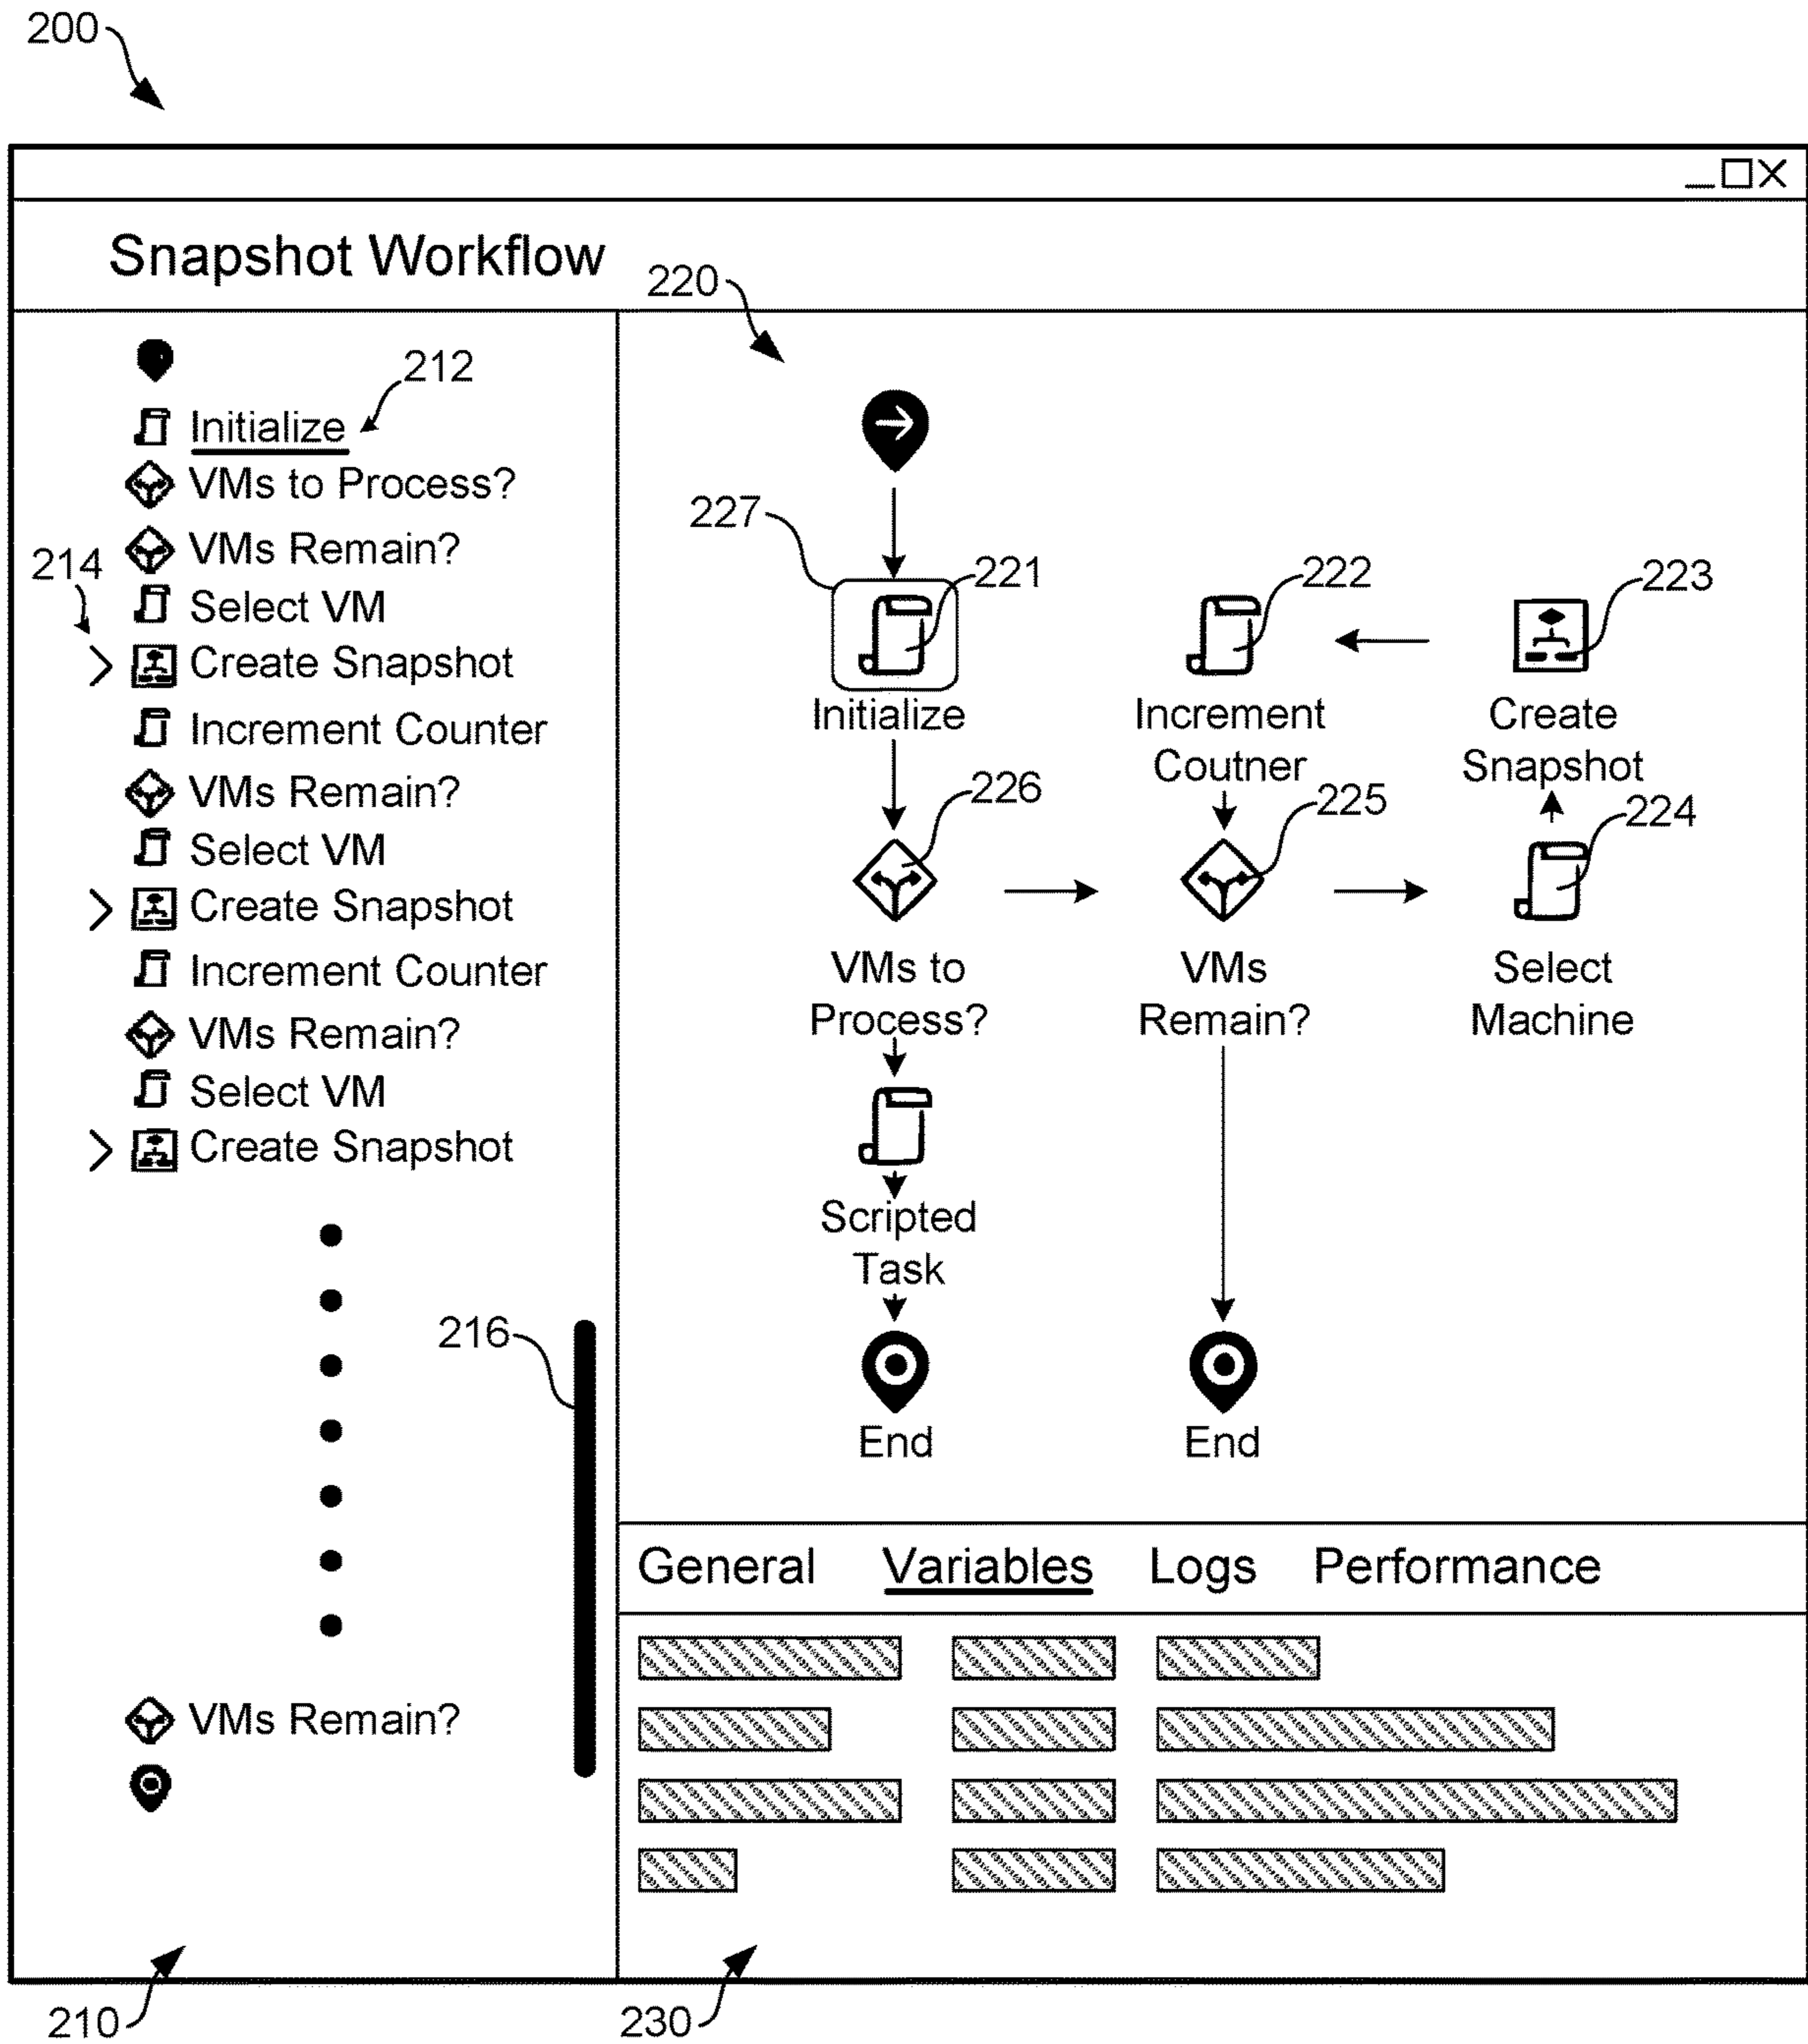 200
Snapshot Workflow
220
212
Initialize
VMs to Process?
VMs Remain?
214
Select VM
Create Snapshot
Increment Counter
VMs Remain?
Select VM
Create Snapshot
Increment Counter
VMs Remain?
Select VM
Create Snapshot
216
VMs Remain?
210
227
221
Initialize
222
Increment
Coutner
223
Create
Snapshot
226
VMs to
Process?
225
VMs
Remain?
224
Select
Machine
Scripted
Task
End
End
General Variables Logs Performance
230